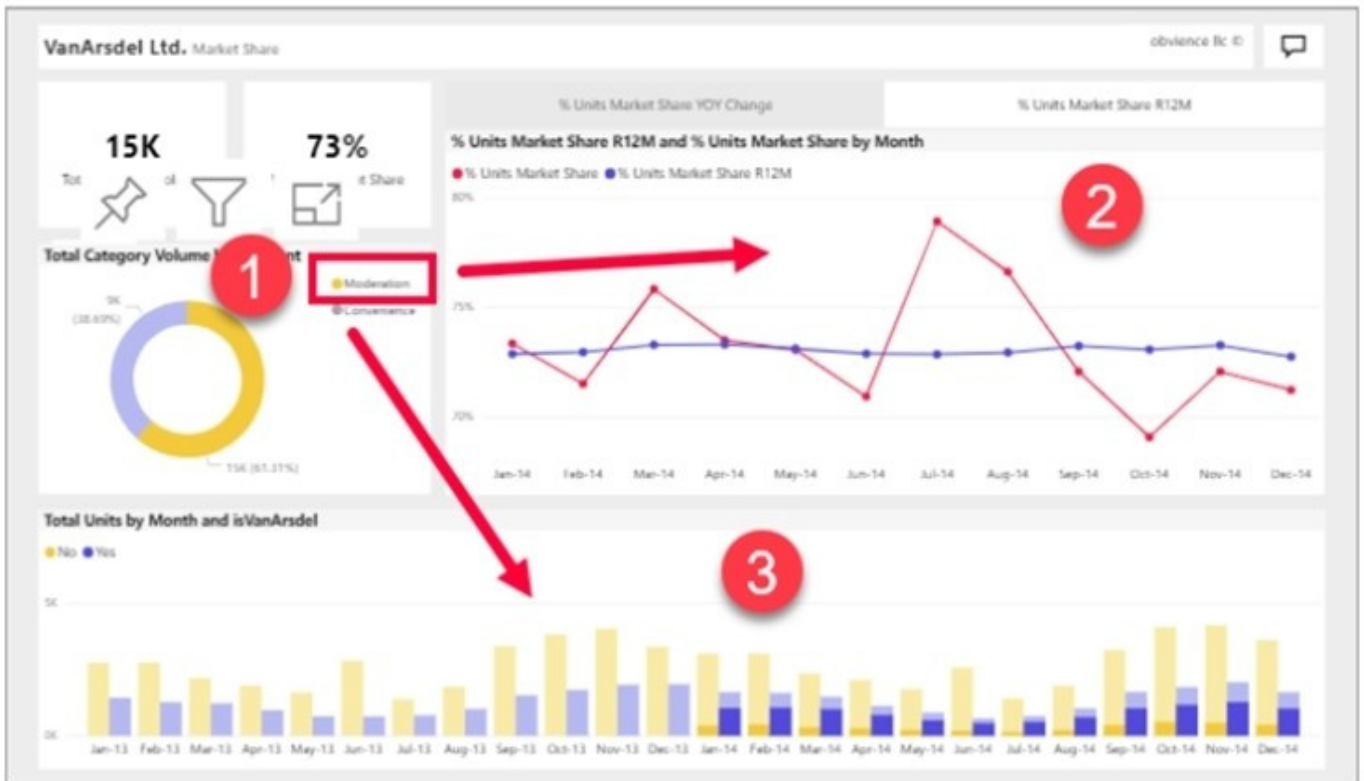 VanArsdel Ltd. Market Share
obvience llc ©
15K
73%
Tot
t Share
% Units Market Share YOY Change
% Units Market Share R12M
% Units Market Share R12M and % Units Market Share by Month
% Units Market Share % Units Market Share R12M
80%
75%
70%
Jan-14 Feb-14 Mar-14 Apr-14 May-14 Jun-14 Jul-14 Aug-14 Sep-14 Oct-14 Nov-14 Dec-14
2
Total Category Volume
1
Moderation
Convenience
9K
(38.69%)
15K (61.31%)
Total Units by Month and isVanArsdel
No Yes
3
5K
0K
Jan-13 Feb-13 Mar-13 Apr-13 May-13 Jun-13 Jul-13 Aug-13 Sep-13 Oct-13 Nov-13 Dec-13 Jan-14 Feb-14 Mar-14 Apr-14 May-14 Jun-14 Jul-14 Aug-14 Sep-14 Oct-14 Nov-14 Dec-14